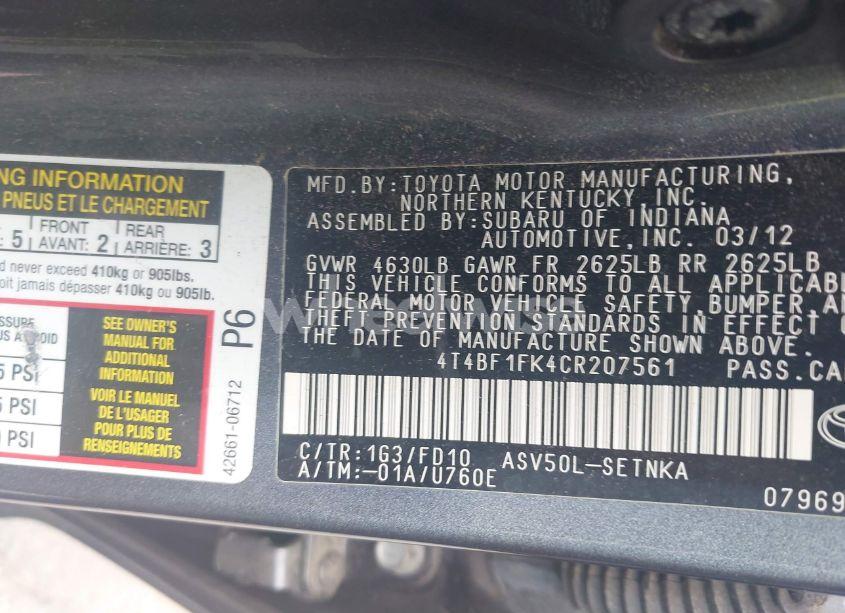 NG INFORMATION
PNEUS ET LE CHARGEMENT
5 FRONT AVANT: 2 REAR ARRIÈRE: 3
d never exceed 410kg or 905lbs.
oit jamais dépasser 410kg ou 905lb.
SSURE
5 PSI
5 PSI
PSI
SEE OWNER'S
MANUAL FOR
ADDITIONAL
INFORMATION
VOIR LE MANUEL
DE L'USAGER
POUR PLUS DE
RENSEIGNEMENTS
42661-06712 P6
MFD.BY:TOYOTA MOTOR MANUFACTURING,
NORTHERN KENTUCKY,INC.
ASSEMBLED BY:SUBARU OF INDIANA
AUTOMOTIVE,INC. 03/12
GVWR 4630LB GAWR FR 2625LB RR 2625LB
THIS VEHICLE CONFORMS TO ALL APPLICABLE
FEDERAL MOTOR VEHICLE SAFETY,BUMPER,AN
THEFT PREVENTION STANDARDS IN EFFECT O
THE DATE OF MANUFACTURE SHOWN ABOVE.
4T4BF1FK4CR207561 PASS.CA
C/TR:1G3/FD10 ASV50L-SETNKA
A/TM:-01A/U760E
07969